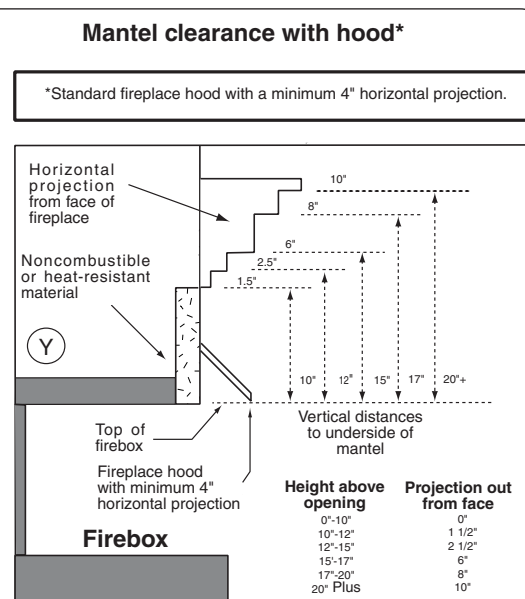 Mantel clearance with hood*
*Standard fireplace hood with a minimum 4" horizontal projection.
Horizontal
projection
from face of
fireplace
Noncombustible
or heat-resistant
material
Y
10"
8"
6"
2.5"
1.5"
10" 12" 15" 17" 20"+
Top of
firebox
Vertical distances
to underside of
mantel
Fireplace hood
with minimum 4"
horizontal projection
Firebox
Height above Projection out
opening from face
0"-10" 0"
10"-12" 1 1/2"
12"-15" 2 1/2"
15'-17" 6"
17"-20" 8"
20" Plus 10"